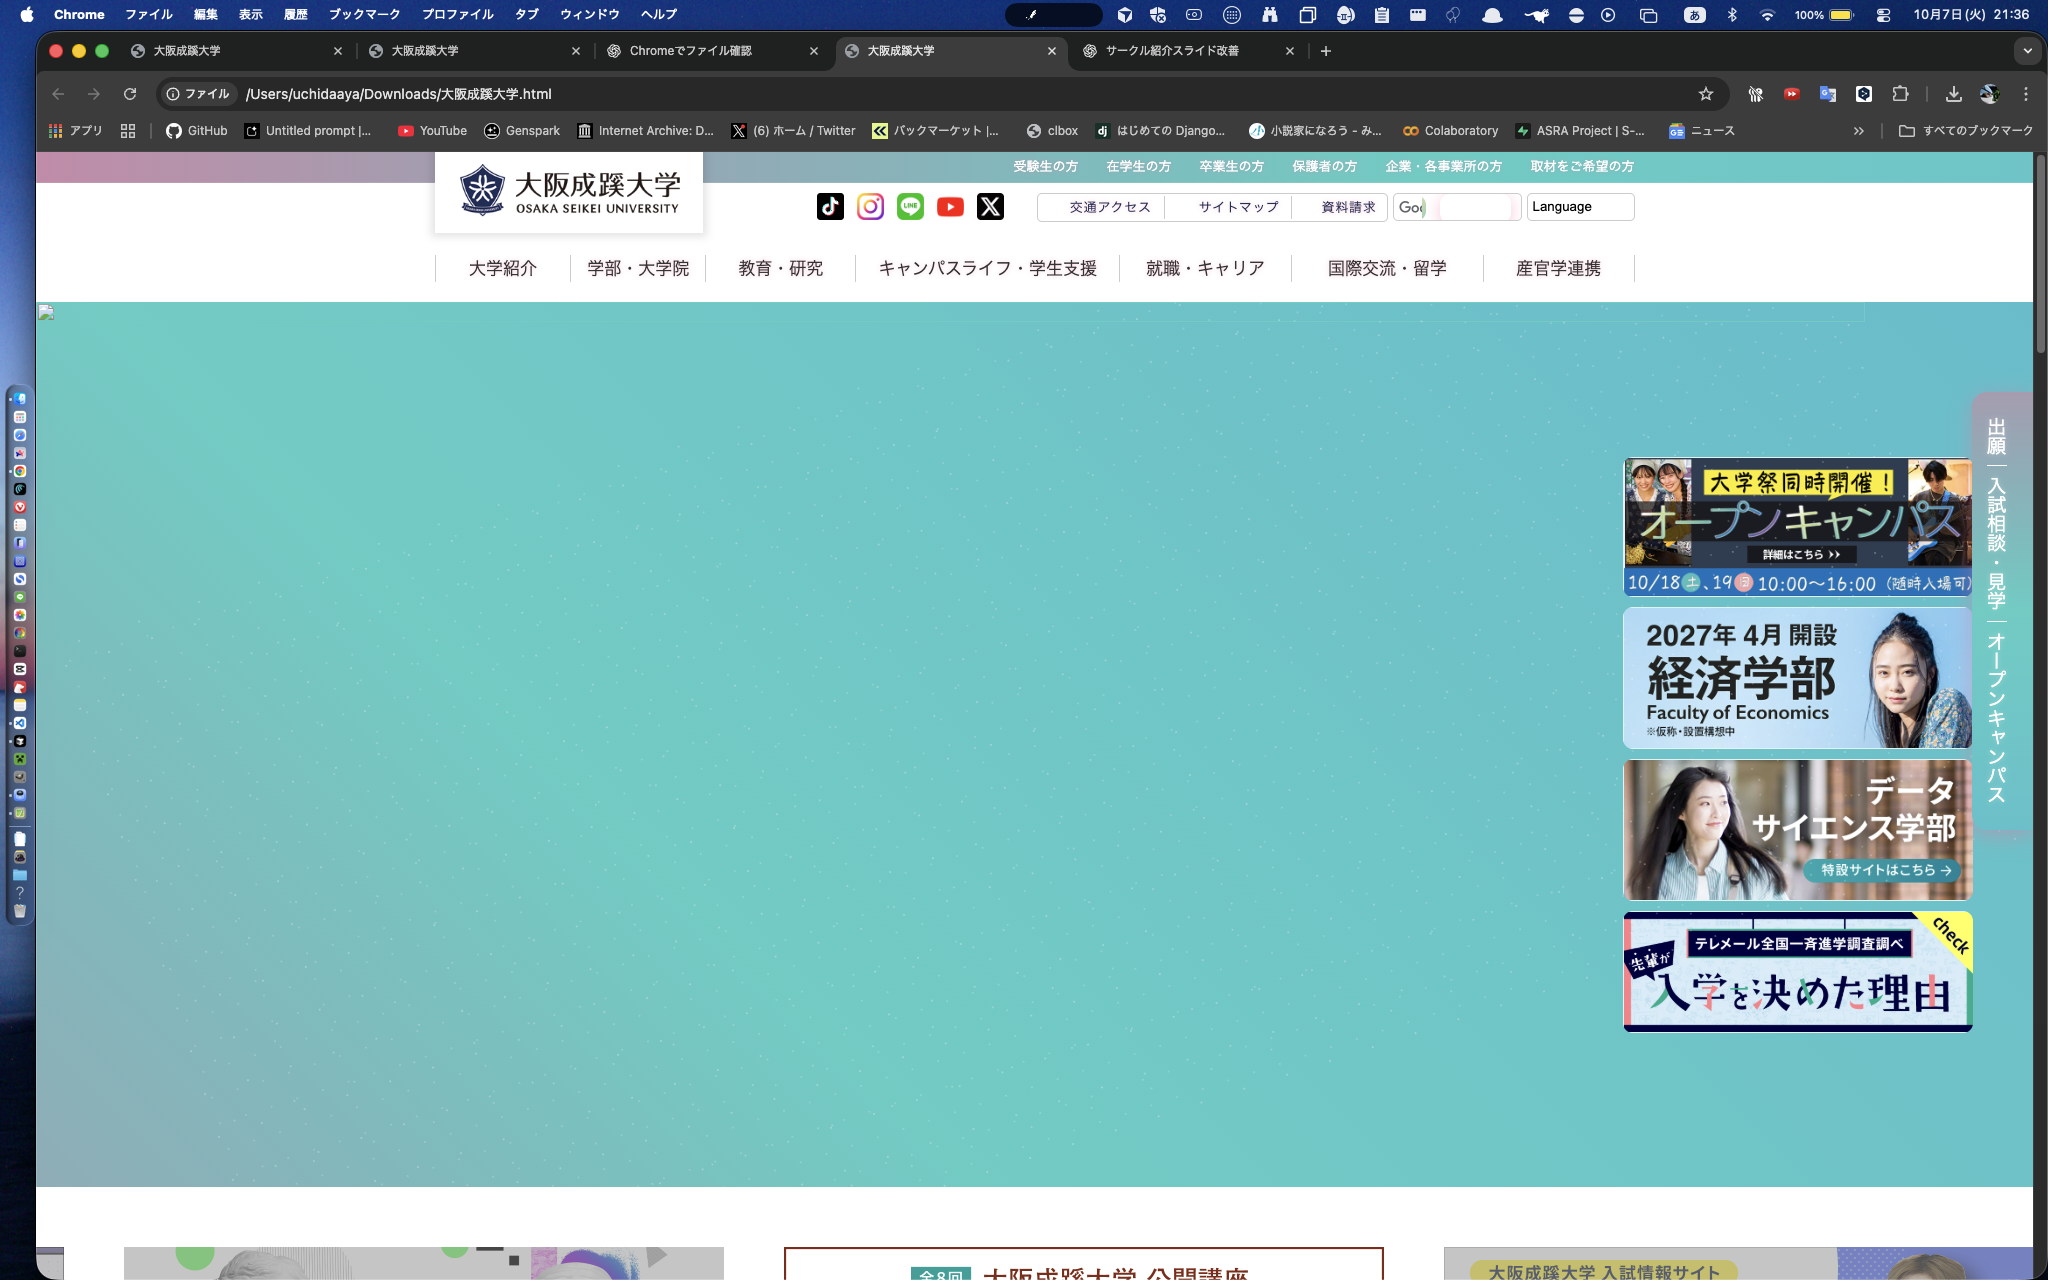 Chrome ファイル 編集 表示 履歴 ブックマーク プロファイル タブ ウィンドウ ヘルプ
あ 100% 10月7日(火) 21:36
大阪成蹊大学 大阪成蹊大学 Chromeでファイル確認 大阪成蹊大学 サークル紹介スライド改善
ファイル /Users/uchidaaya/Downloads/大阪成蹊大学.html
アプリ GitHub Untitled prompt |... YouTube Genspark Internet Archive: D... (6) ホーム / Twitter バックマーケット |... clbox はじめての Django... 小説家になろう - み... Colaboratory ASRA Project | S-... ニュース すべてのブックマーク
受験生の方 在学生の方 卒業生の方 保護者の方 企業・各事業所の方 取材をご希望の方
大阪成蹊大学
OSAKA SEIKEI UNIVERSITY
LINE
交通アクセス サイトマップ 資料請求 Goo Language
大学紹介 学部・大学院 教育・研究 キャンパスライフ・学生支援 就職・キャリア 国際交流・留学 産官学連携
出願
入試相談・見学
オープンキャンパス
大学祭同時開催！
オープンキャンパス
詳細はこちら
10/18土、19日 10:00〜16:00（随時入場可）
2027年 4月 開設
経済学部
Faculty of Economics
※仮称・設置構想中
データ
サイエンス学部
特設サイトはこちら →
check
テレメール全国一斉進学調査調べ
先輩が
入学を決めた理由
全8回 大阪成蹊大学 公開講座
大阪成蹊大学 入試情報サイト